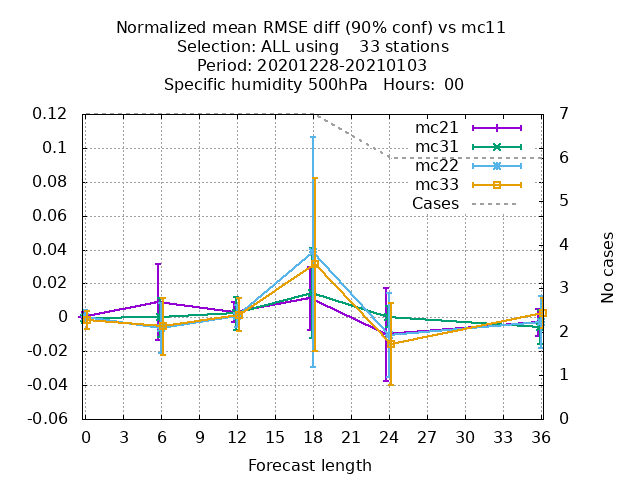 Normalized mean RMSE diff (90% conf) vs mc11
Selection: ALL using    33 stations
Period: 20201228-20210103
Specific humidity 500hPa   Hours:  00
0.12
0.1
0.08
0.06
0.04
0.02
0
-0.02
-0.04
-0.06
mc21
mc31
mc22
mc33
Cases
7
6
5
4
3
2
1
0
No cases
0 3 6 9 12 15 18 21 24 27 30 33 36
Forecast length